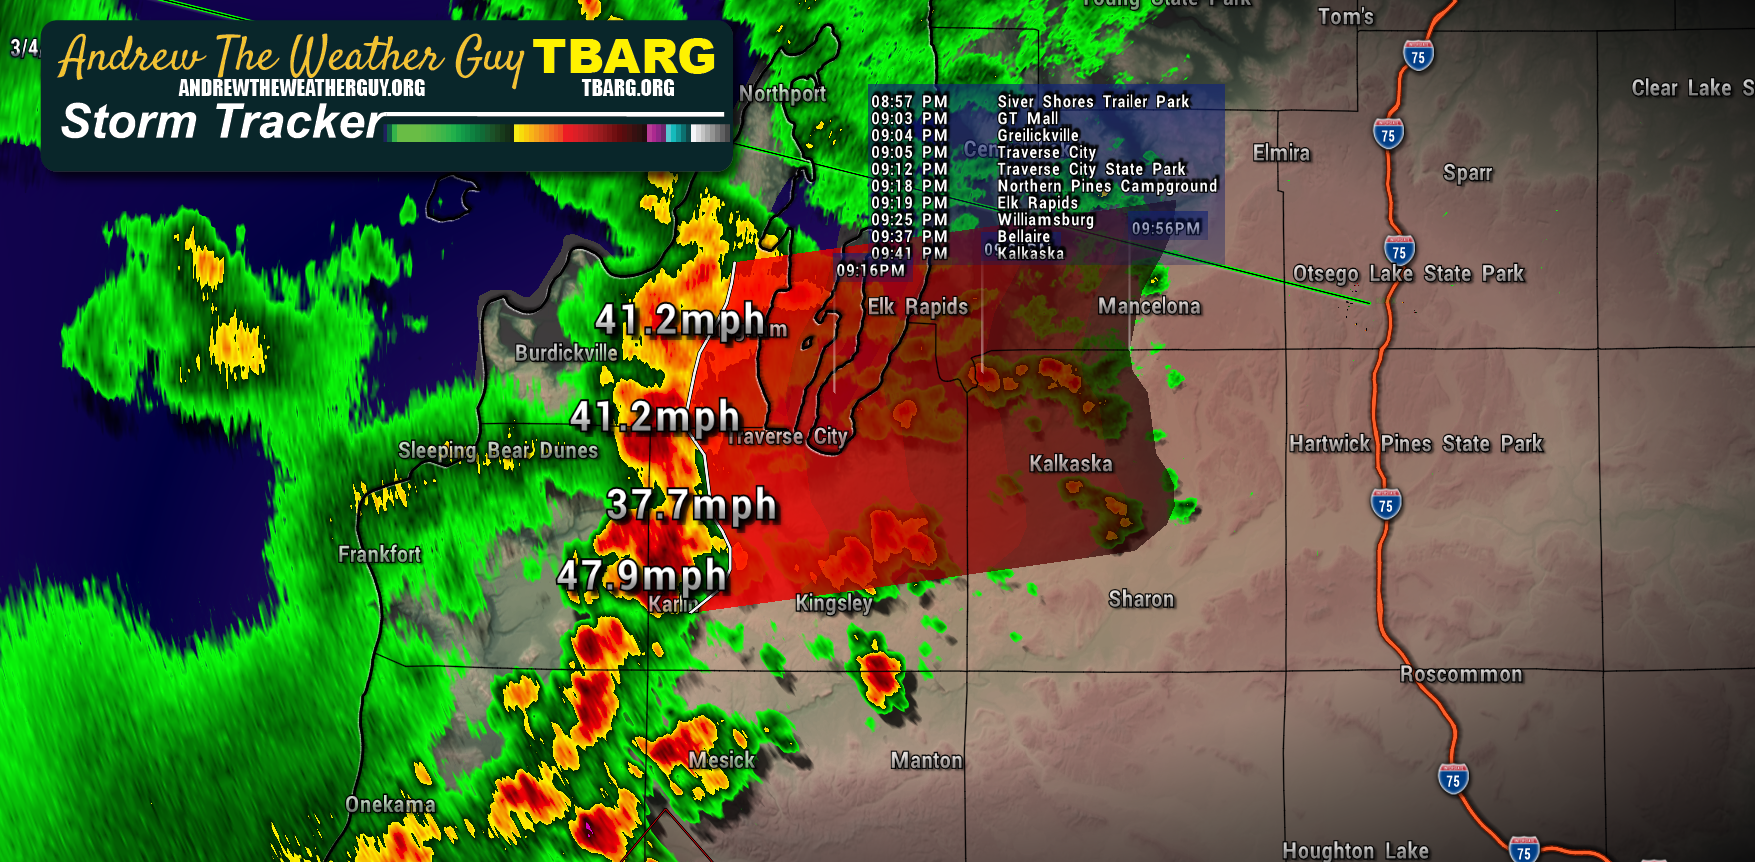 Young State Park
Tom's
3/4
Andrew The Weather Guy TBARG
ANDREWTHEWEATHERGUY.ORG TBARG.ORG
Storm Tracker
75
Clear Lake S
Northport
08:57 PM Siver Shores Trailer Park
09:03 PM GT Mall
09:04 PM Greilickville
09:05 PM Traverse City
09:12 PM Traverse City State Park
09:18 PM Northern Pines Campground
09:19 PM Elk Rapids
09:25 PM Williamsburg
09:37 PM Bellaire
09:41 PM Kalkaska
75
Elmira
Sparr
09:56PM
75
09:16PM
Otsego Lake State Park
41.2mph
Elk Rapids
Mancelona
Burdickville
41.2mph
Traverse City
Sleeping Bear Dunes
Hartwick Pines State Park
Kalkaska
37.7mph
75
Frankfort
47.9mph
Karlin
Kingsley
Sharon
Roscommon
Mesick
Manton
75
Onekama
Houghton Lake
75